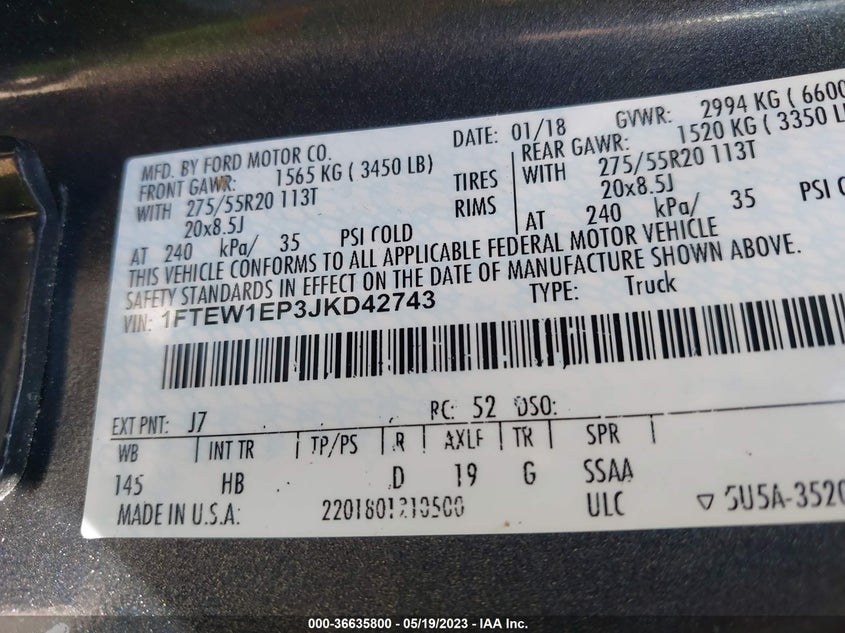 MFD. BY FORD MOTOR CO. DATE: 01/18 GVWR: 2994 KG ( 6600
FRONT GAWR: 1565 KG ( 3450 LB) REAR GAWR: 1520 KG ( 3350 L
WITH 275/55R20 113T TIRES WITH 275/55R20 113T
20x8.5J RIMS 20x8.5J
AT 240 kPa/ 35 PSI COLD AT 240 kPa/ 35 PSI CO
THIS VEHICLE CONFORMS TO ALL APPLICABLE FEDERAL MOTOR VEHICLE
SAFETY STANDARDS IN EFFECT ON THE DATE OF MANUFACTURE SHOWN ABOVE.
VIN: 1FTEW1EP3JKD42743 TYPE: Truck
EXT PNT: J7 RC: 52 DSO:
WB INT TR TP/PS R AXLE TR SPR
145 HB D 19 G SSAA
MADE IN U.S.A. ULC
000-36635800 - 05/19/2023 - IAA Inc.